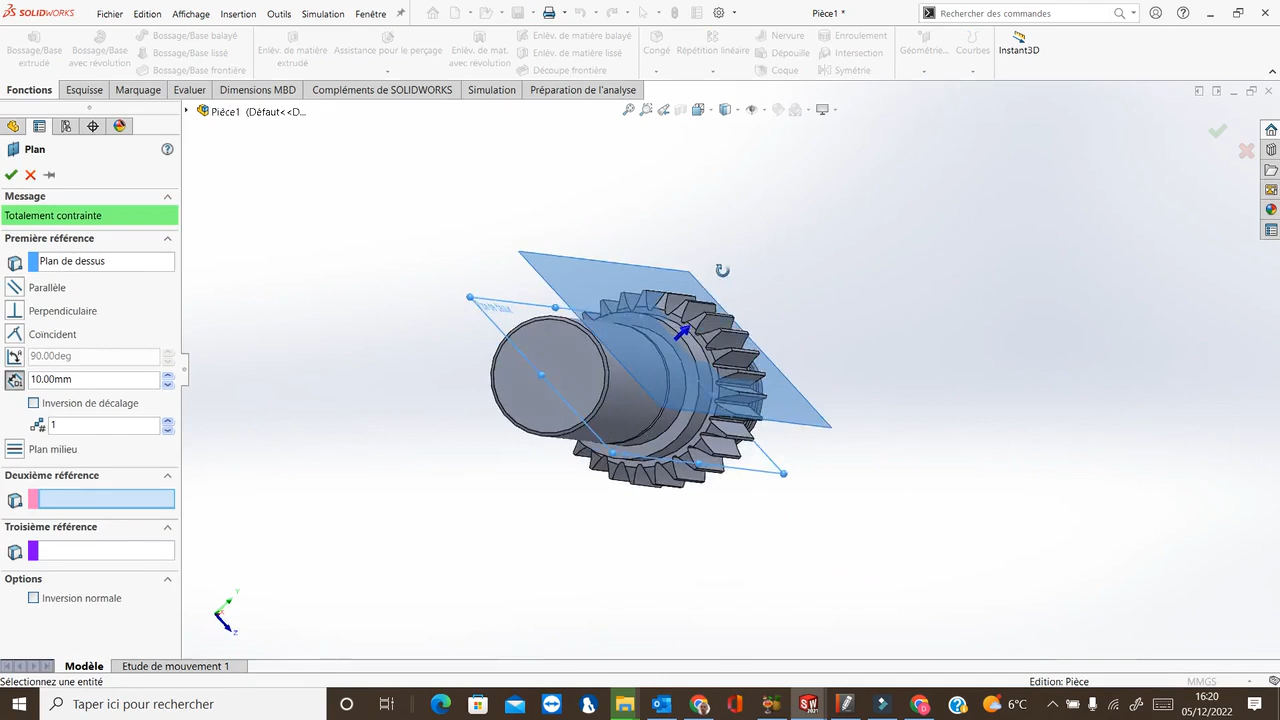 SOLIDWORKS
Fichier Edition Affichage Insertion Outils Simulation Fenêtre
Pièce1 *
Rechercher des commandes
Bossage/Base extrudé
Bossage/Base avec révolution
Bossage/Base balayé
Bossage/Base lissé
Bossage/Base frontière
Enlèv. de matière extrudé
Assistance pour le perçage
Enlèv. de mat. avec révolution
Enlèv. de matière balayé
Enlèv. de matière lissé
Découpe frontière
Congé
Répétition linéaire
Nervure
Dépouille
Coque
Enroulement
Intersection
Symétrie
Géométrie...
Courbes
Instant3D
Fonctions Esquisse Marquage Evaluer Dimensions MBD Compléments de SOLIDWORKS Simulation Préparation de l'analyse
Pièce1 (Défaut<<D...
Plan
Message
Totalement contrainte
Première référence
Plan de dessus
Parallèle
Perpendiculaire
Coïncident
90.00deg
10.00mm
Inversion de décalage
1
Plan milieu
Deuxième référence
Troisième référence
Options
Inversion normale
Y
Z
Modèle Etude de mouvement 1
Sélectionnez une entité
Edition: Pièce
MMGS
Taper ici pour rechercher
6°C
16:20
05/12/2022